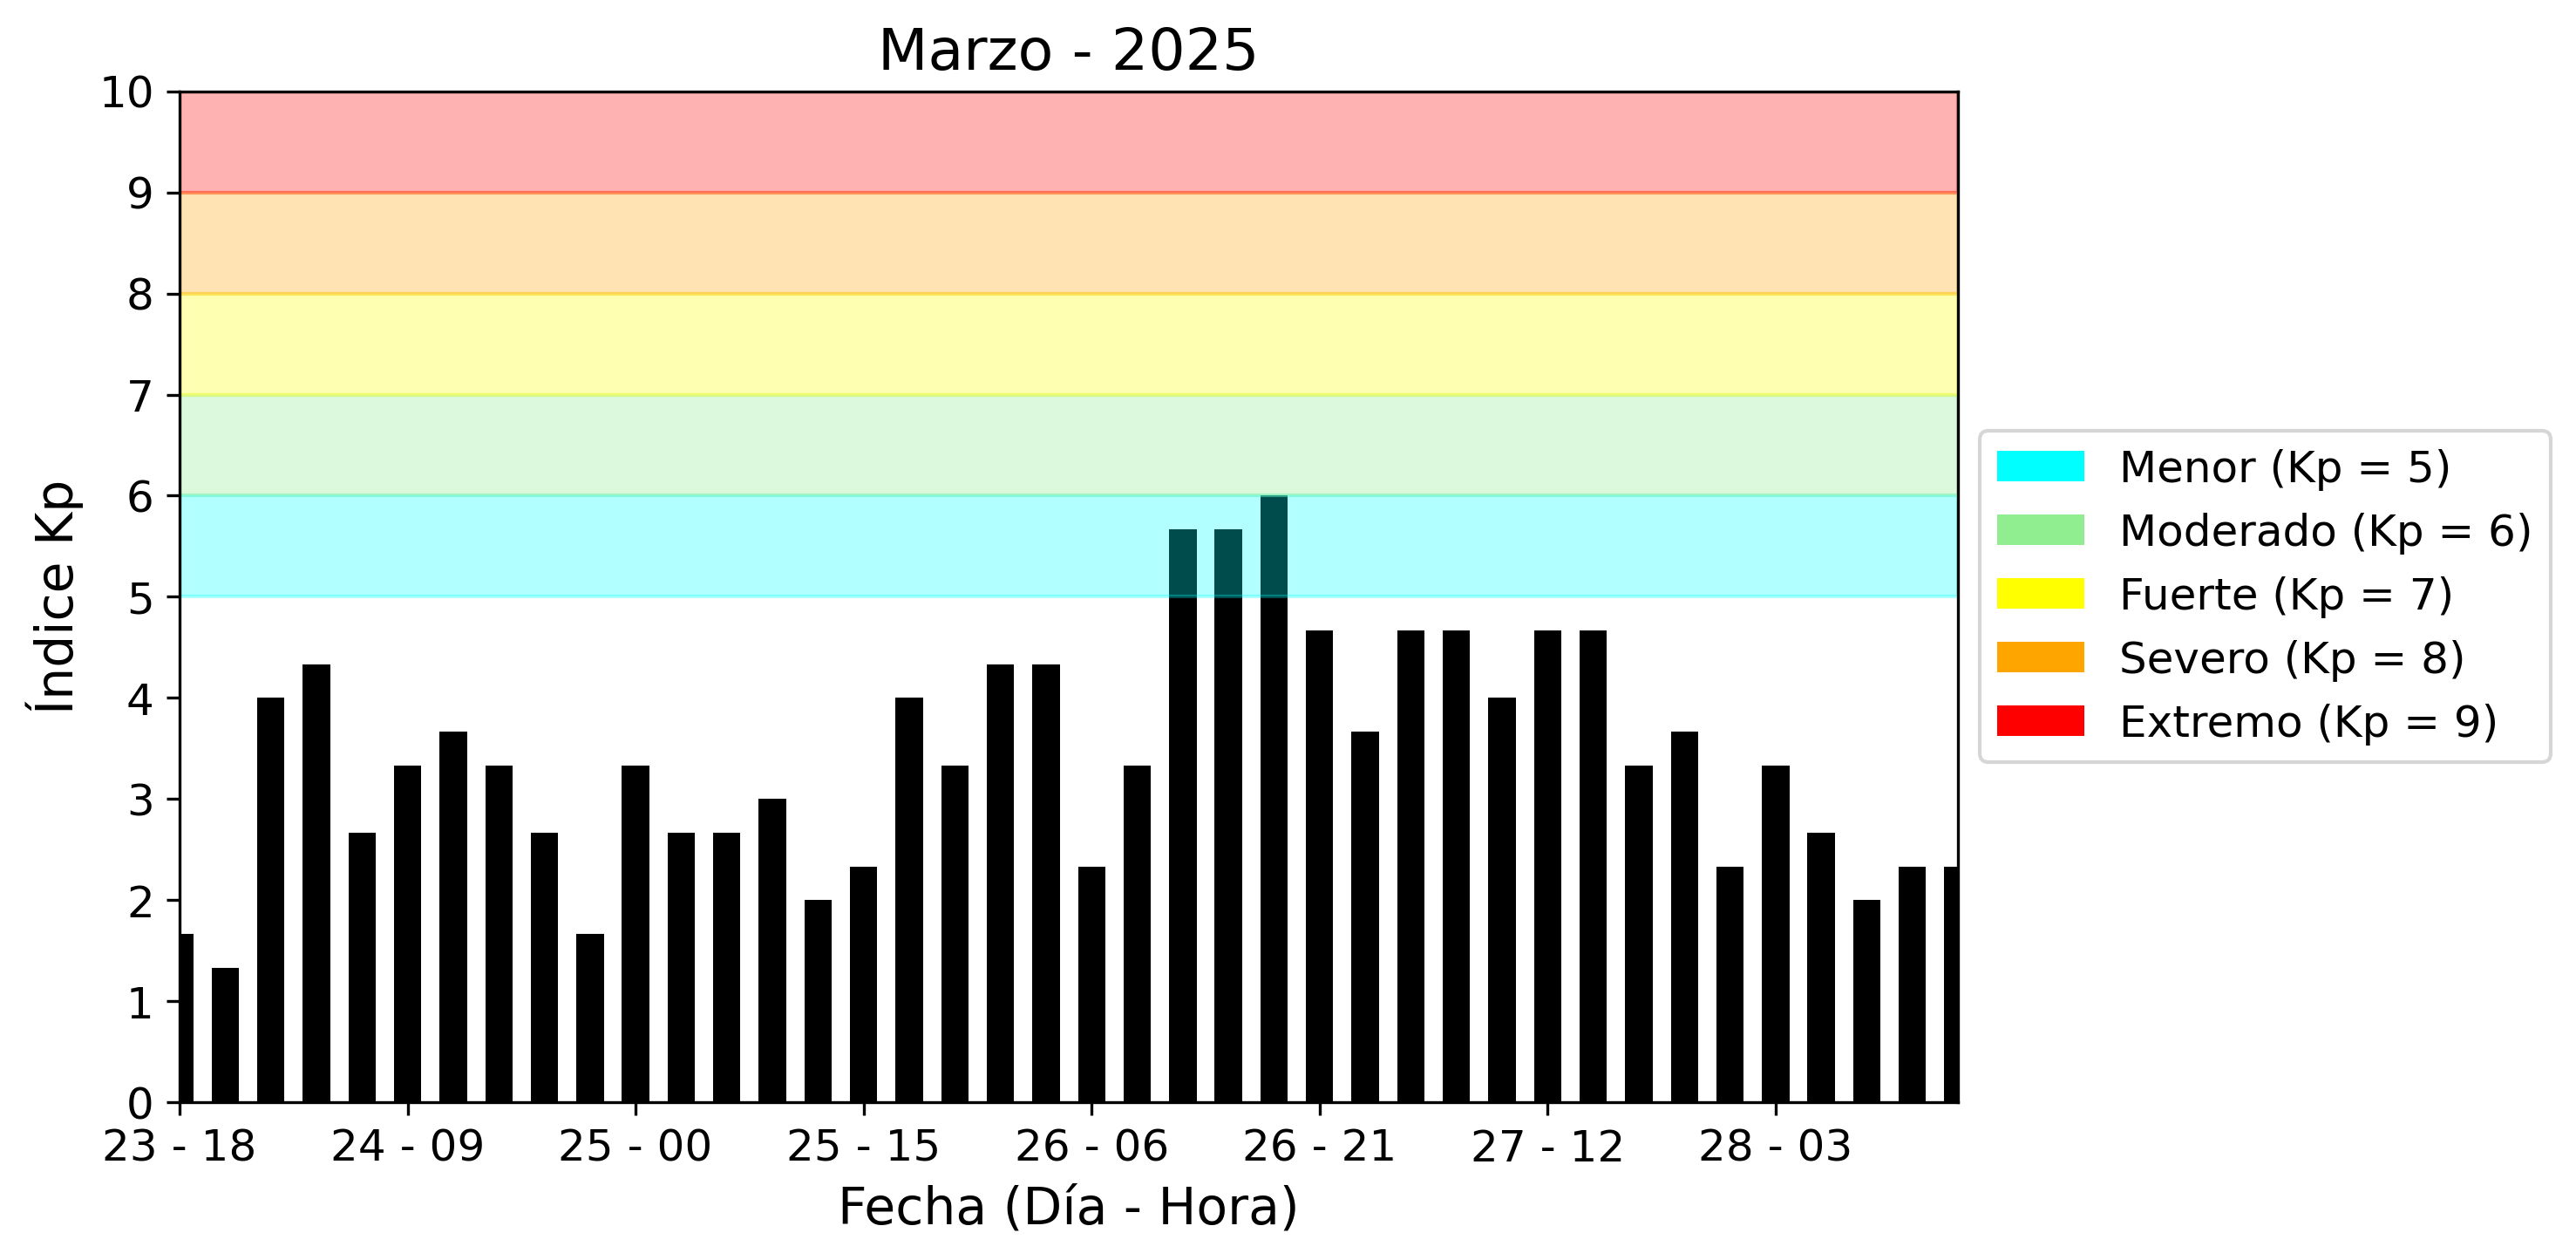 Marzo - 2025
10
9
8
7
6
5
4
3
2
1
0
Índice Kp
23 - 18
24 - 09
25 - 00
25 - 15
26 - 06
26 - 21
27 - 12
28 - 03
Fecha (Día - Hora)
Menor (Kp = 5)
Moderado (Kp = 6)
Fuerte (Kp = 7)
Severo (Kp = 8)
Extremo (Kp = 9)